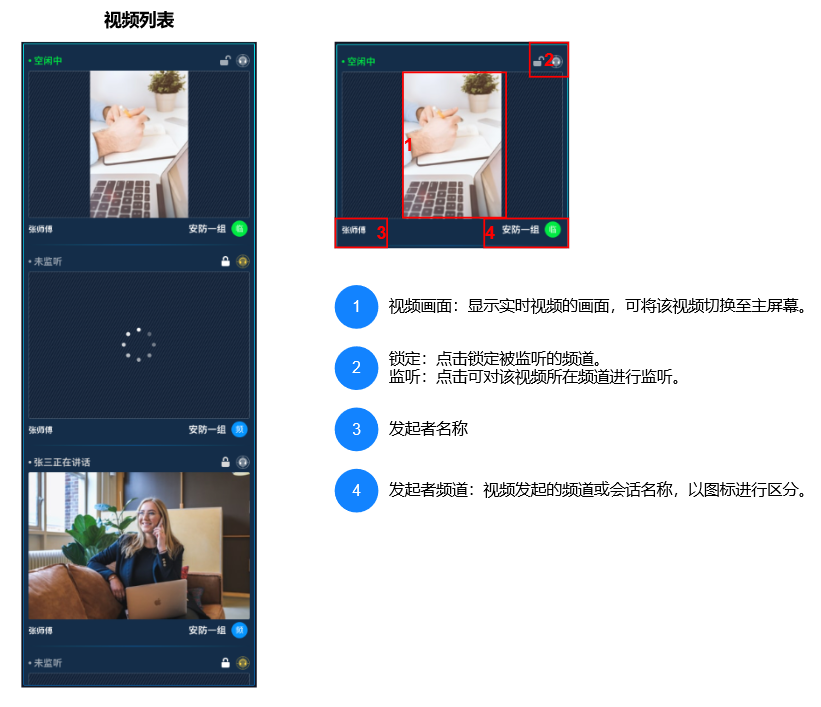 视频列表
• 空闲中
张师傅 安防一组 临
• 未监听
张师傅 安防一组 频
• 张三正在讲话
张师傅 安防一组 频
• 未监听
• 空闲中
2
1
张师傅 3
4 安防一组 临
1 视频画面：显示实时视频的画面，可将该视频切换至主屏幕。
2 锁定：点击锁定被监听的频道。
监听：点击可对该视频所在频道进行监听。
3 发起者名称
4 发起者频道：视频发起的频道或会话名称，以图标进行区分。